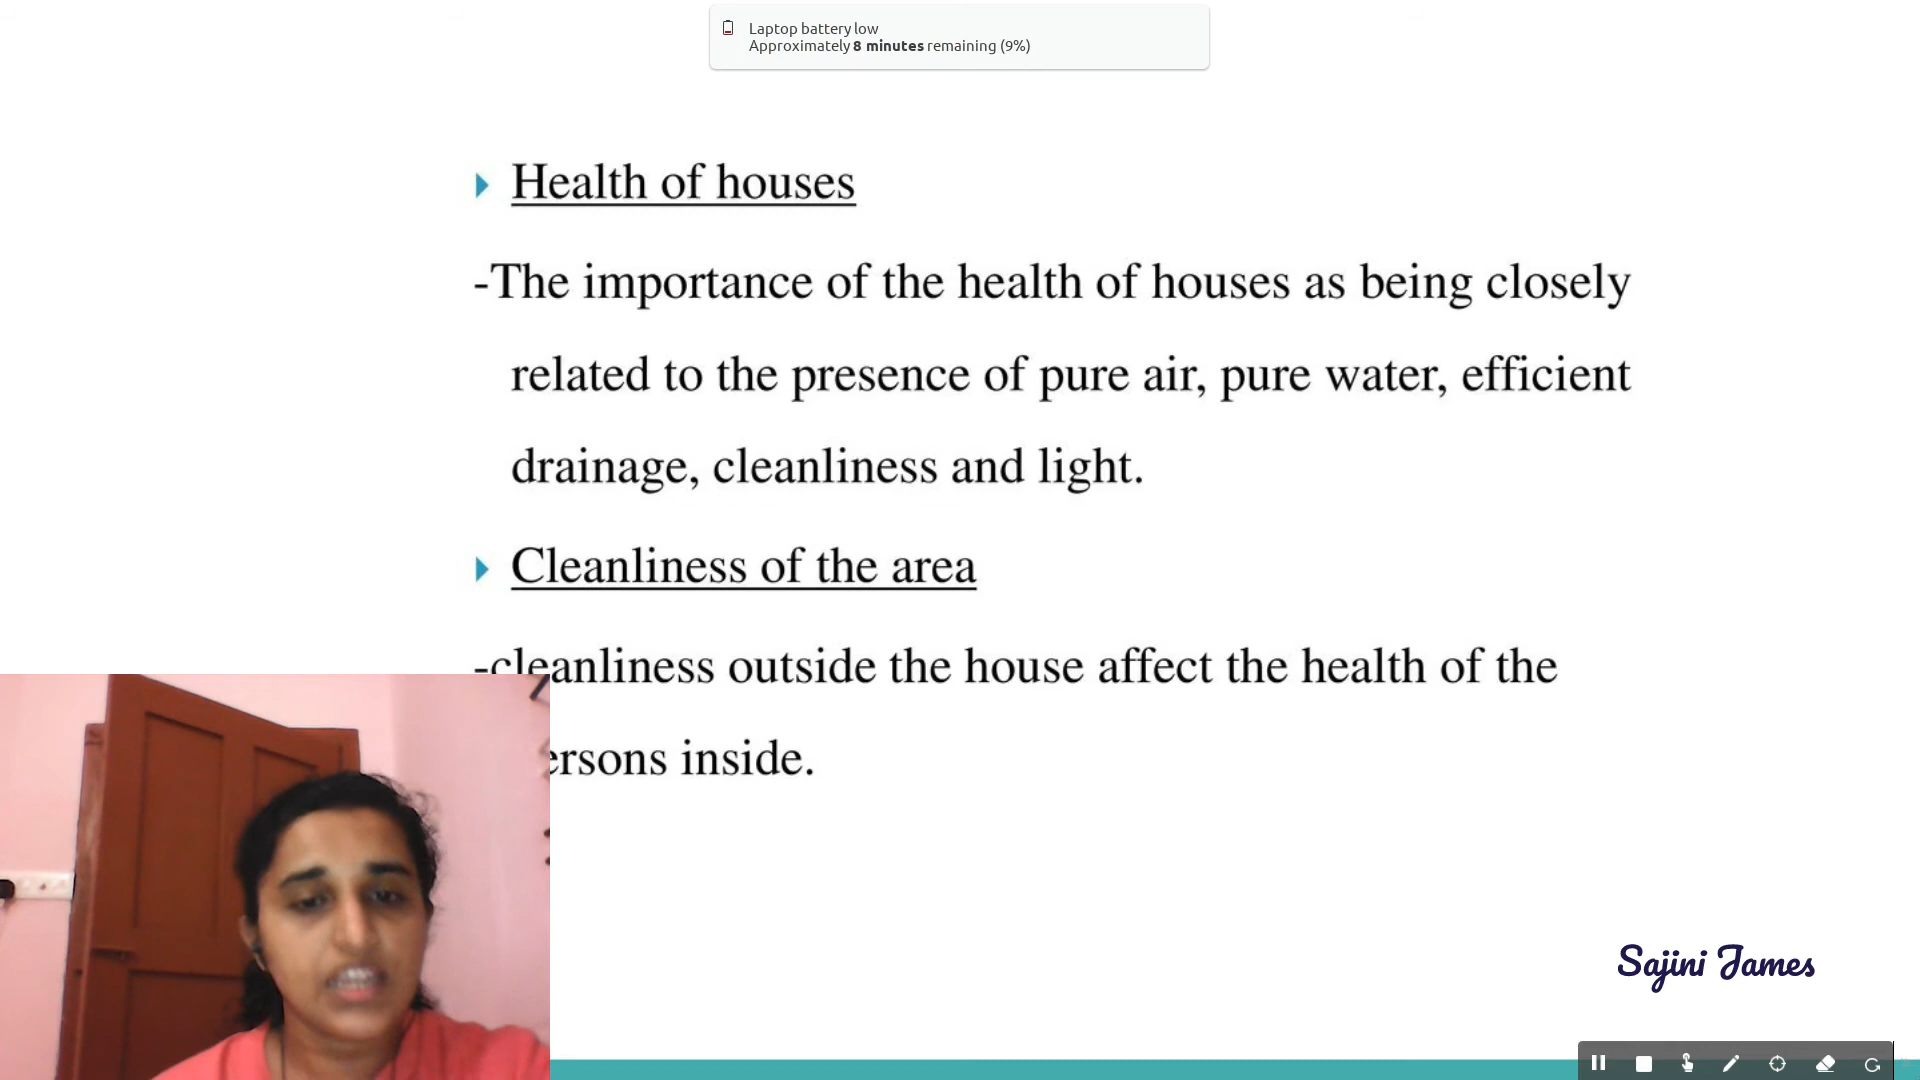 Laptop battery low
Approximately 8 minutes remaining (9%)
Health of houses
-The importance of the health of houses as being closely
related to the presence of pure air, pure water, efficient
drainage, cleanliness and light.
Cleanliness of the area
-cleanliness outside the house affect the health of the
ersons inside.
Sajini James